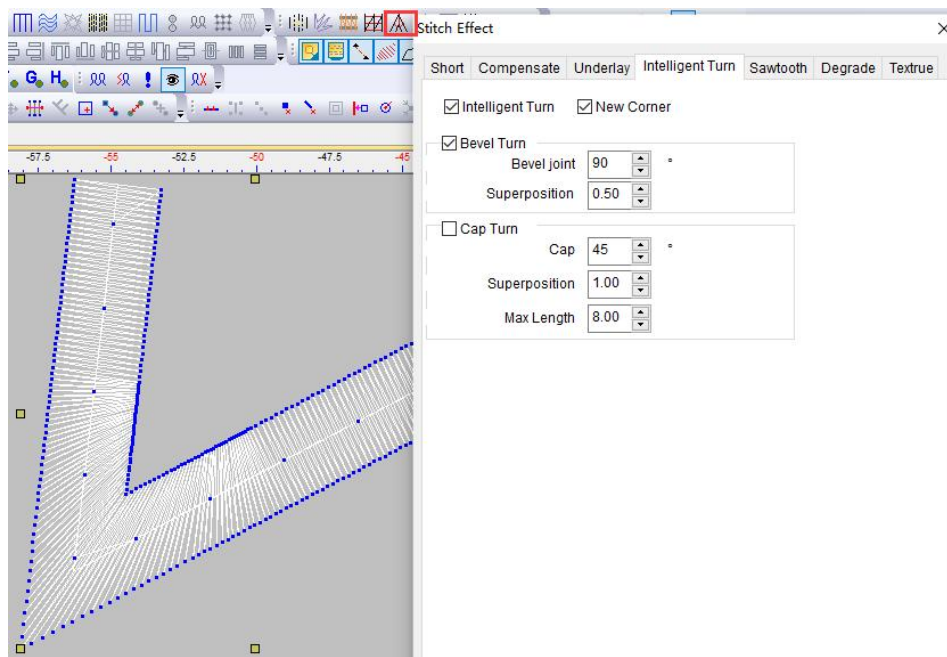 Stitch Effect
Short Compensate Underlay Intelligent Turn Sawtooth Degrade Textrue
Intelligent Turn New Corner
Bevel Turn
Bevel joint 90 °
Superposition 0.50
Cap Turn
Cap 45 °
Superposition 1.00
Max Length 8.00
G H
-57.5 -55 -52.5 -50 -47.5 -45